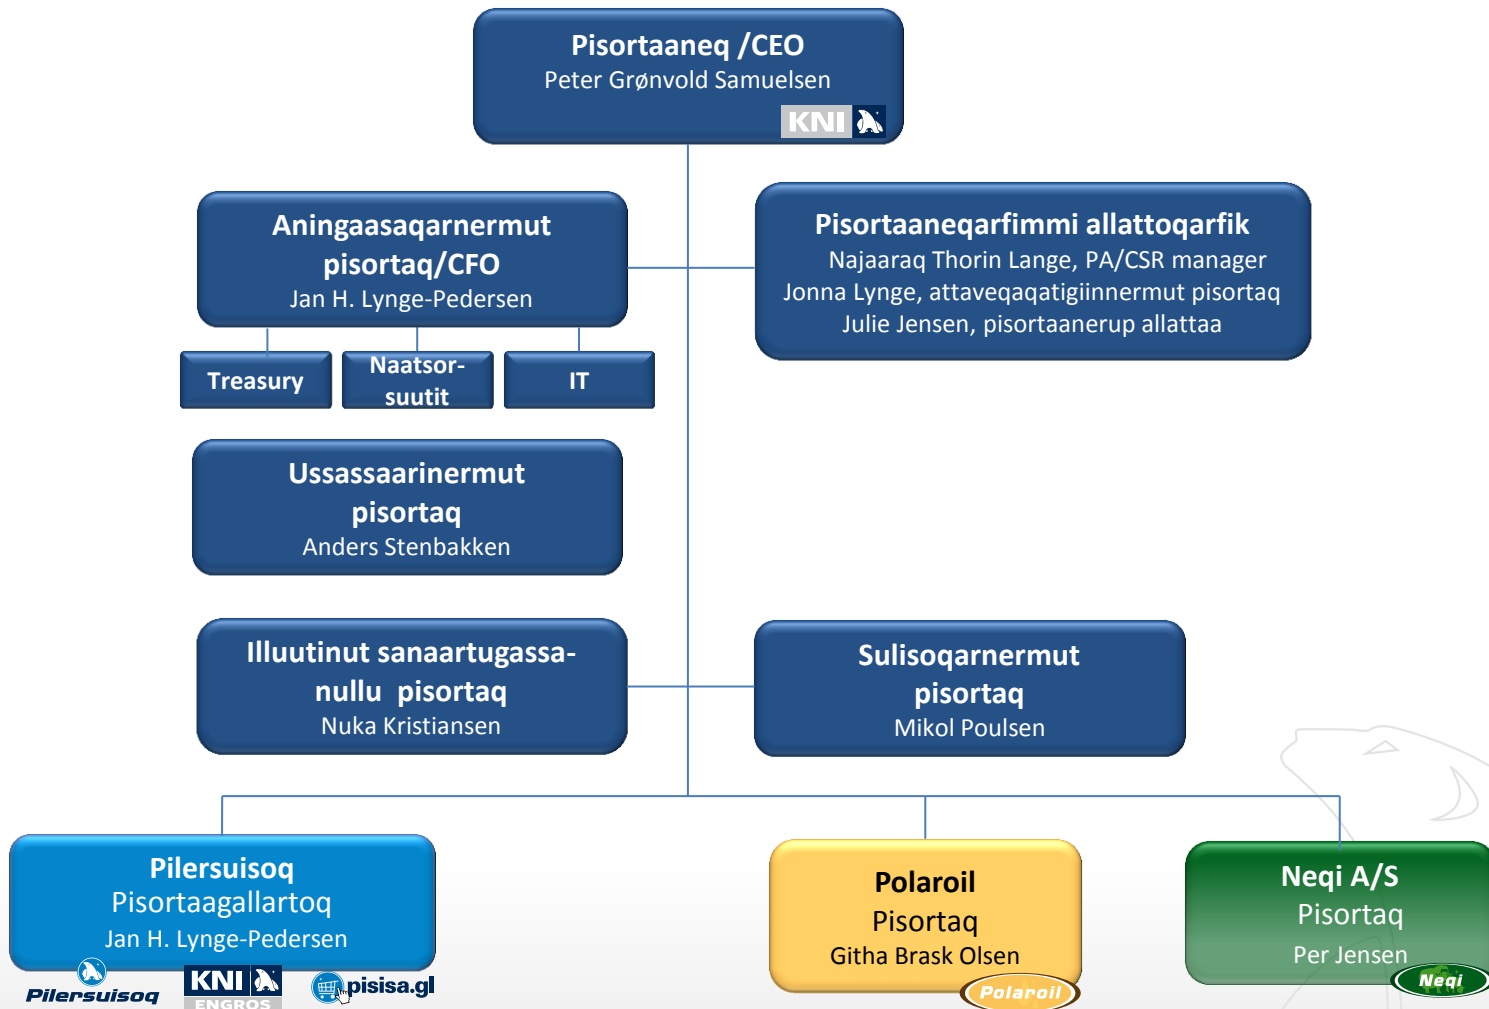 Pisortaaneq /CEO
Peter Grønvold Samuelsen
KNI
Aningaasaqarnermut
pisortaq/CFO
Jan H. Lynge-Pedersen
Pisortaaneqarfimmi allattoqarfik
Najaaraq Thorin Lange, PA/CSR manager
Jonna Lynge, attaveqaqatigiinnermut pisortaq
Julie Jensen, pisortaanerup allattaa
Treasury
Naatsor-
suutit
IT
Ussassaarinermut
pisortaq
Anders Stenbakken
Illuutinut sanaartugassa-
nullu pisortaq
Nuka Kristiansen
Sulisoqarnermut
pisortaq
Mikol Poulsen
Pilersuisoq
Pisortaagallartoq
Jan H. Lynge-Pedersen
Pilersuisoq
KNI
ENGROS
pisisa.gl
Polaroil
Pisortaq
Githa Brask Olsen
Polaroil
Neqi A/S
Pisortaq
Per Jensen
Neqi